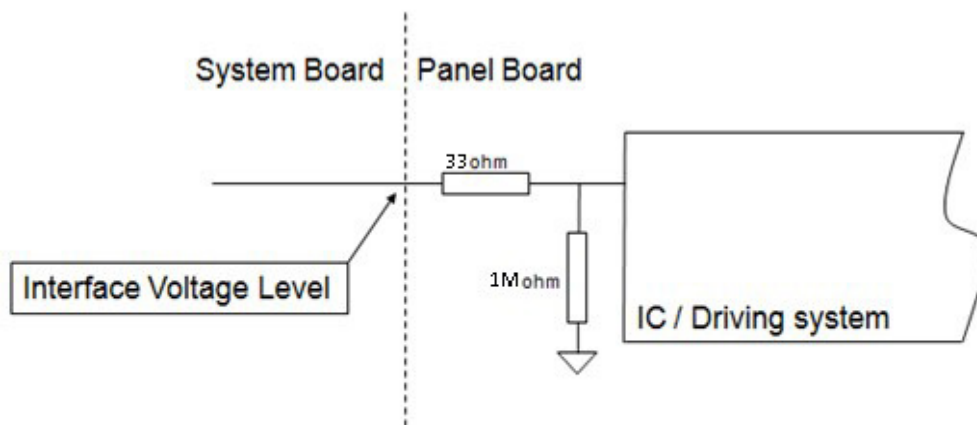 System Board
Panel Board
33ohm
Interface Voltage Level
1Mohm
IC / Driving system